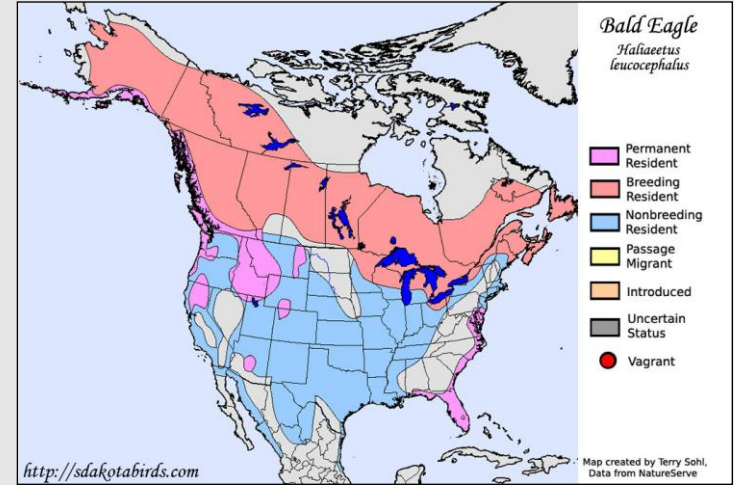 Bald Eagle
Haliaeetus
leucocephalus
Permanent
Resident
Breeding
Resident
Nonbreeding
Resident
Passage
Migrant
Introduced
Uncertain
Status
Vagrant
http://sdakotabirds.com
Map created by Terry Sohl,
Data from NatureServe